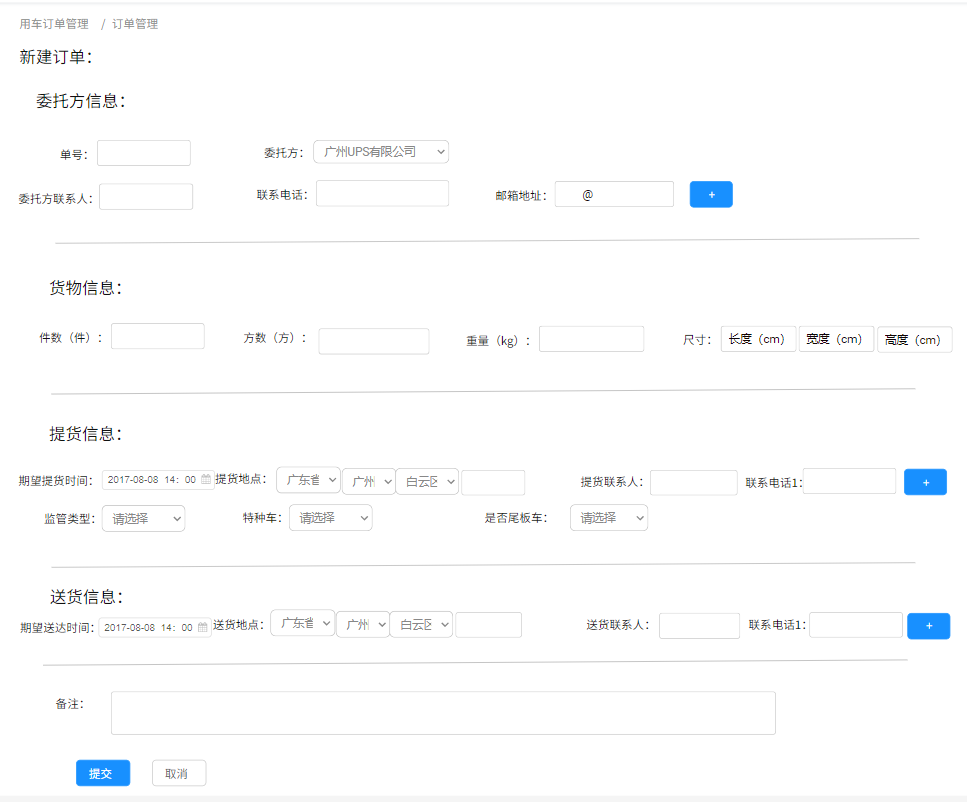 用车订单管理 / 订单管理
新建订单：
委托方信息：
单号： 委托方： 广州UPS有限公司
委托方联系人： 联系电话： 邮箱地址： @ +
货物信息：
件数（件）： 方数（方）： 重量（kg）： 尺寸： 长度（cm） 宽度（cm） 高度（cm）
提货信息：
期望提货时间： 2017-08-08 14：00 提货地点： 广东省 广州 白云区 提货联系人： 联系电话1： +
监管类型： 请选择 特种车： 请选择 是否尾板车： 请选择
送货信息：
期望送达时间： 2017-08-08 14：00 送货地点： 广东省 广州 白云区 送货联系人： 联系电话1： +
备注：
提交 取消